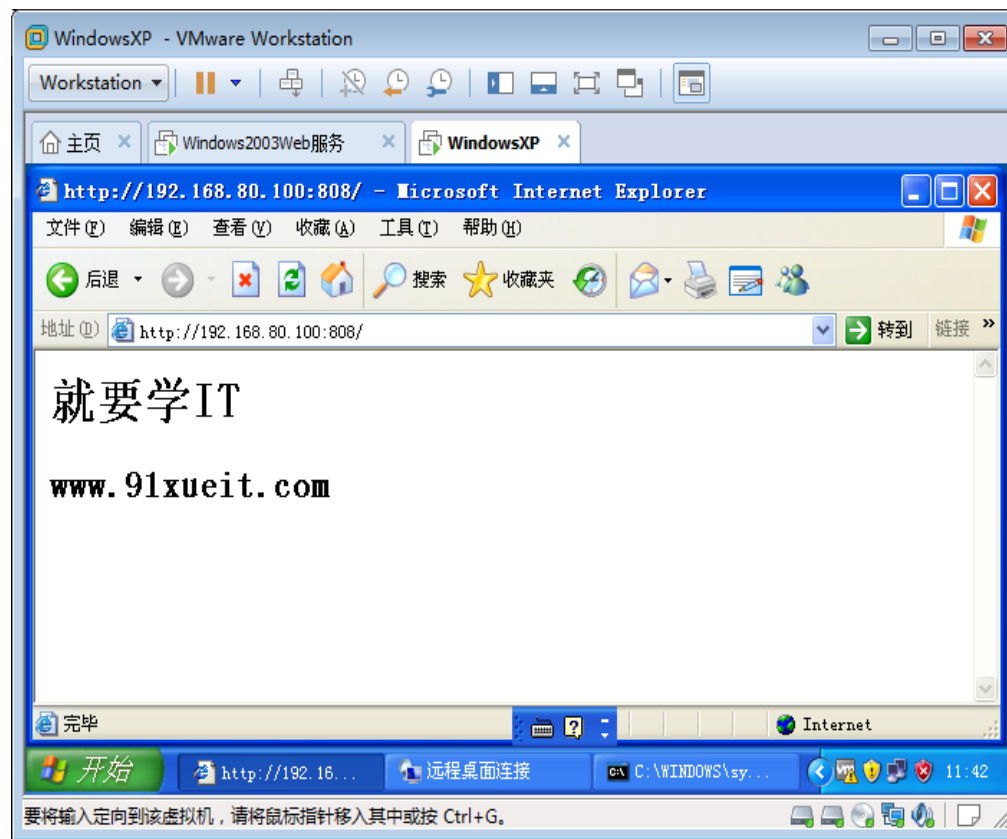 WindowsXP - VMware Workstation
Workstation
主页 Windows2003Web服务 WindowsXP
http://192.168.80.100:808/ - Microsoft Internet Explorer
文件(F) 编辑(E) 查看(V) 收藏(A) 工具(T) 帮助(H)
后退 搜索 收藏夹
地址(D) http://192.168.80.100:808/ 转到 链接 »
就要学IT
www.91xueit.com
完毕 Internet
开始 http://192.16... 远程桌面连接 C:\WINDOWS\sy... 11:42
要将输入定向到该虚拟机，请将鼠标指针移入其中或按 Ctrl+G。